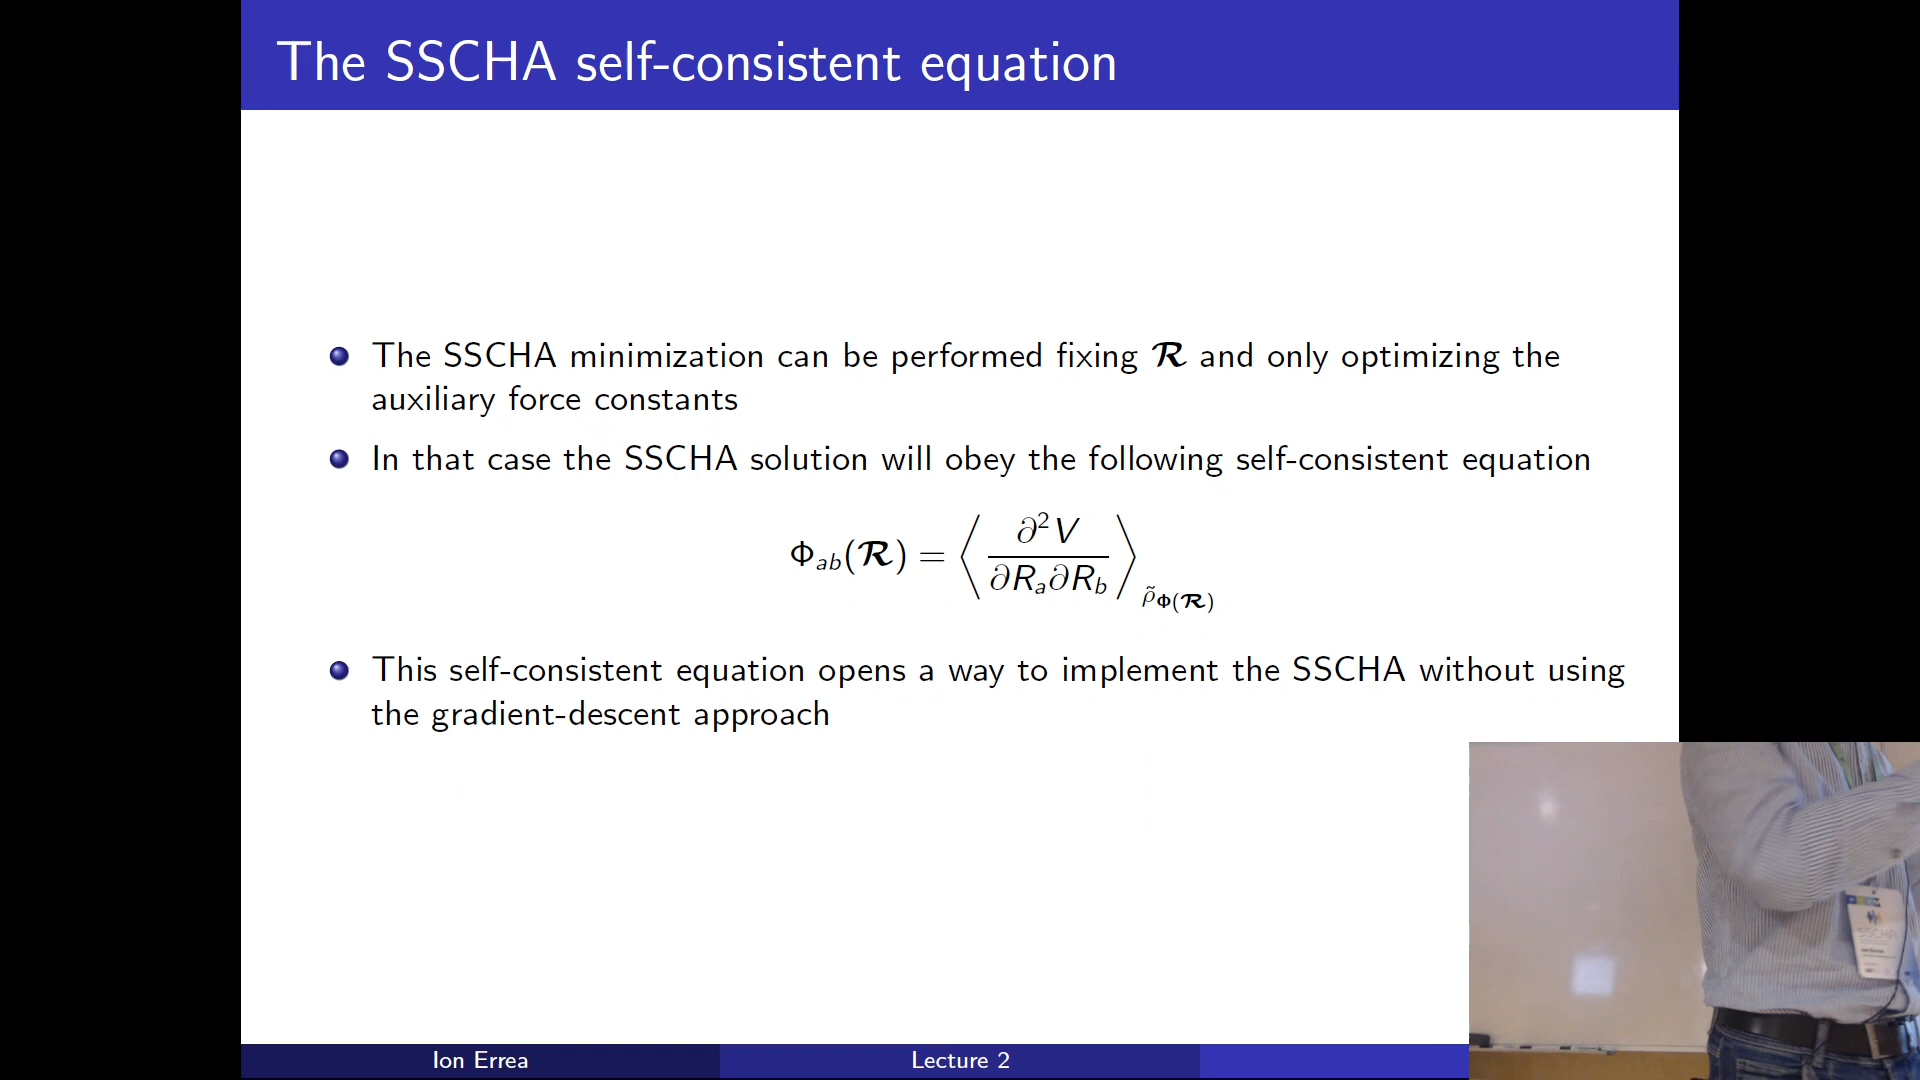 The SSCHA self-consistent equation
The SSCHA minimization can be performed fixing 𝓡 and only optimizing the
auxiliary force constants
In that case the SSCHA solution will obey the following self-consistent equation
Φ_ab(𝓡) = ⟨ ∂²V / ∂R_a∂R_b ⟩_ρ̃_Φ(𝓡)
This self-consistent equation opens a way to implement the SSCHA without using
the gradient-descent approach
SSCHA
Ion Errea
Lecture 2